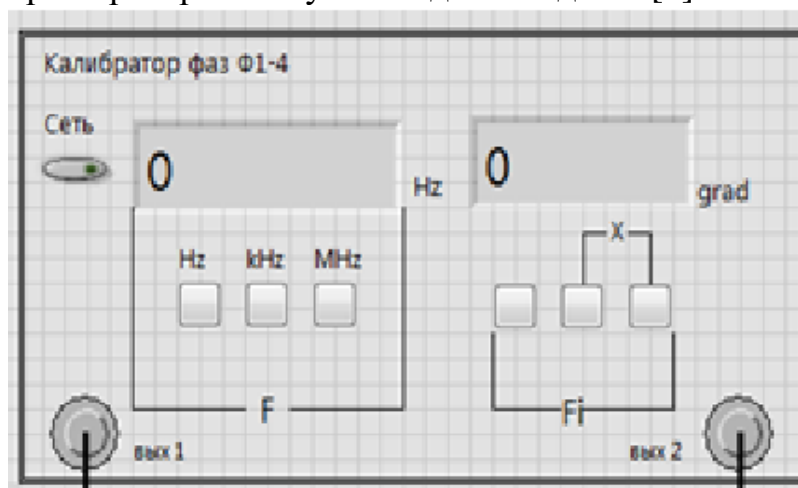 Калибратор фаз Ф1-4
Сеть
0
Hz
0
grad
X
Hz kHz MHz
F
Fi
вых 1
вых 2